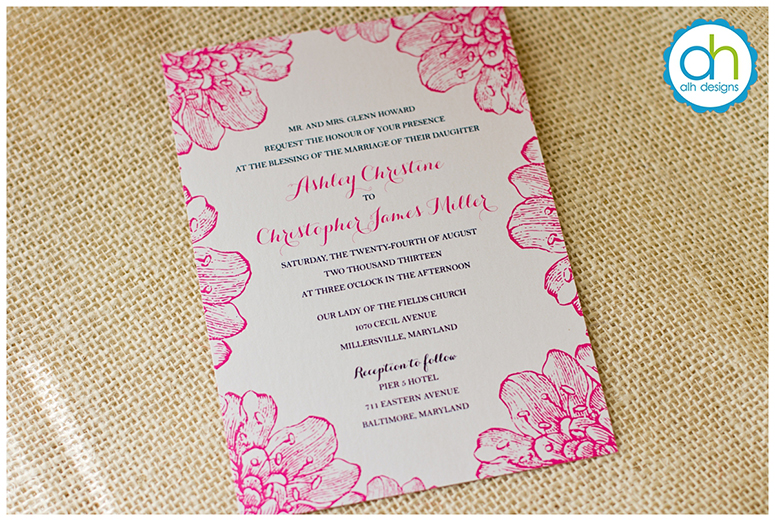 ah
alh designs
MR. AND MRS. GLENN HOWARD
REQUEST THE HONOUR OF YOUR PRESENCE
AT THE BLESSING OF THE MARRIAGE OF THEIR DAUGHTER
Ashley Christine
TO
Christopher James Miller
SATURDAY, THE TWENTY-FOURTH OF AUGUST
TWO THOUSAND THIRTEEN
AT THREE O'CLOCK IN THE AFTERNOON
OUR LADY OF THE FIELDS CHURCH
1070 CECIL AVENUE
MILLERSVILLE, MARYLAND
Reception to follow
PIER 5 HOTEL
711 EASTERN AVENUE
BALTIMORE, MARYLAND